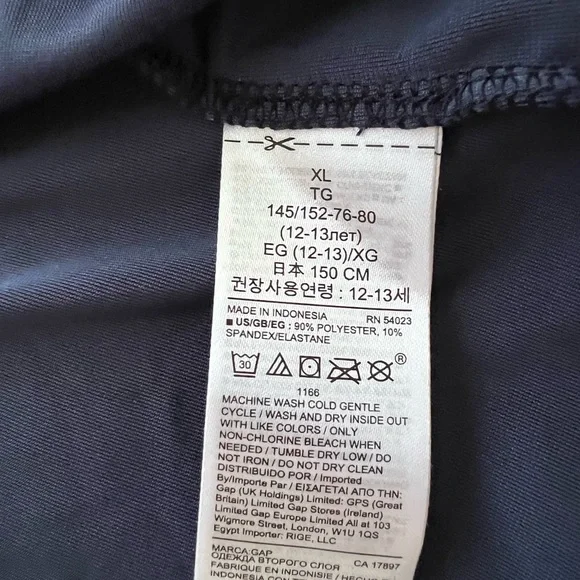 XL
TG
145/152-76-80
(12-13лет)
EG (12-13)/XG
日本 150 CM
권장사용연령 : 12-13세
MADE IN INDONESIA RN 54023
■ US/GB/EG : 90% POLYESTER, 10%
SPANDEX/ELASTANE
30 ®
1166
MACHINE WASH COLD GENTLE
CYCLE / WASH AND DRY INSIDE OUT
WITH LIKE COLORS / ONLY
NON-CHLORINE BLEACH WHEN
NEEDED / TUMBLE DRY LOW / DO
NOT IRON / DO NOT DRY CLEAN
DISTRIBUIDO POR / Imported
By/Importe Par / ΕΙΣΑΓΕΤΑΙ ΑΠΟ ΤΗΝ:
Gap (UK Holdings) Limited: GPS (Great
Britain) Limited Gap Stores (Ireland)
Limited Gap Europe Limited All at 103
Wigmore Street, London, W1U 1QS
Egypt Importer: RIGE, LLC
MARCA:GAP CA 17897
ОДЕЖДА ВТОРОГО СЛОЯ
FABRIQUE EN INDONISIE / HECHO
INDONESIA CON